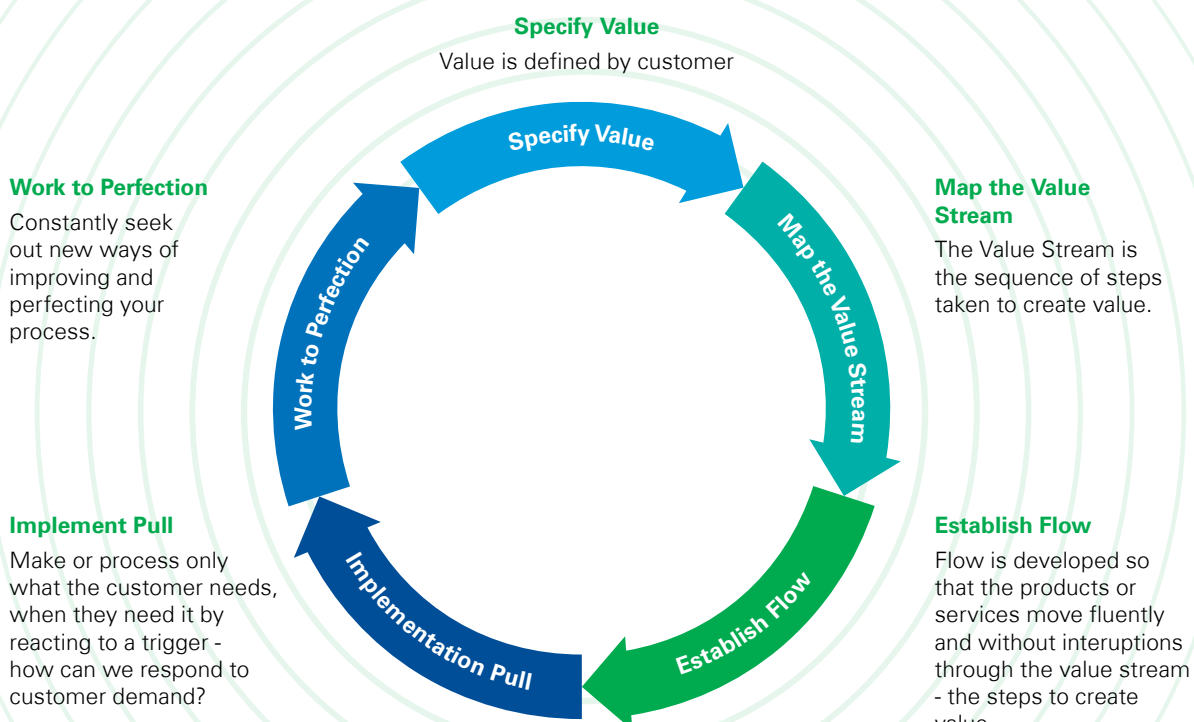 Specify Value
Value is defined by customer
Specify Value
Work to Perfection
Constantly seek
out new ways of
improving and
perfecting your
process.
Map the Value
Stream
The Value Stream is
the sequence of steps
taken to create value.
Map the Value Stream
Work to Perfection
Implement Pull
Make or process only
what the customer needs,
when they need it by
reacting to a trigger -
how can we respond to
customer demand?
Implementation Pull
Establish Flow
Establish Flow
Flow is developed so
that the products or
services move fluently
and without interuptions
through the value stream
- the steps to create
value